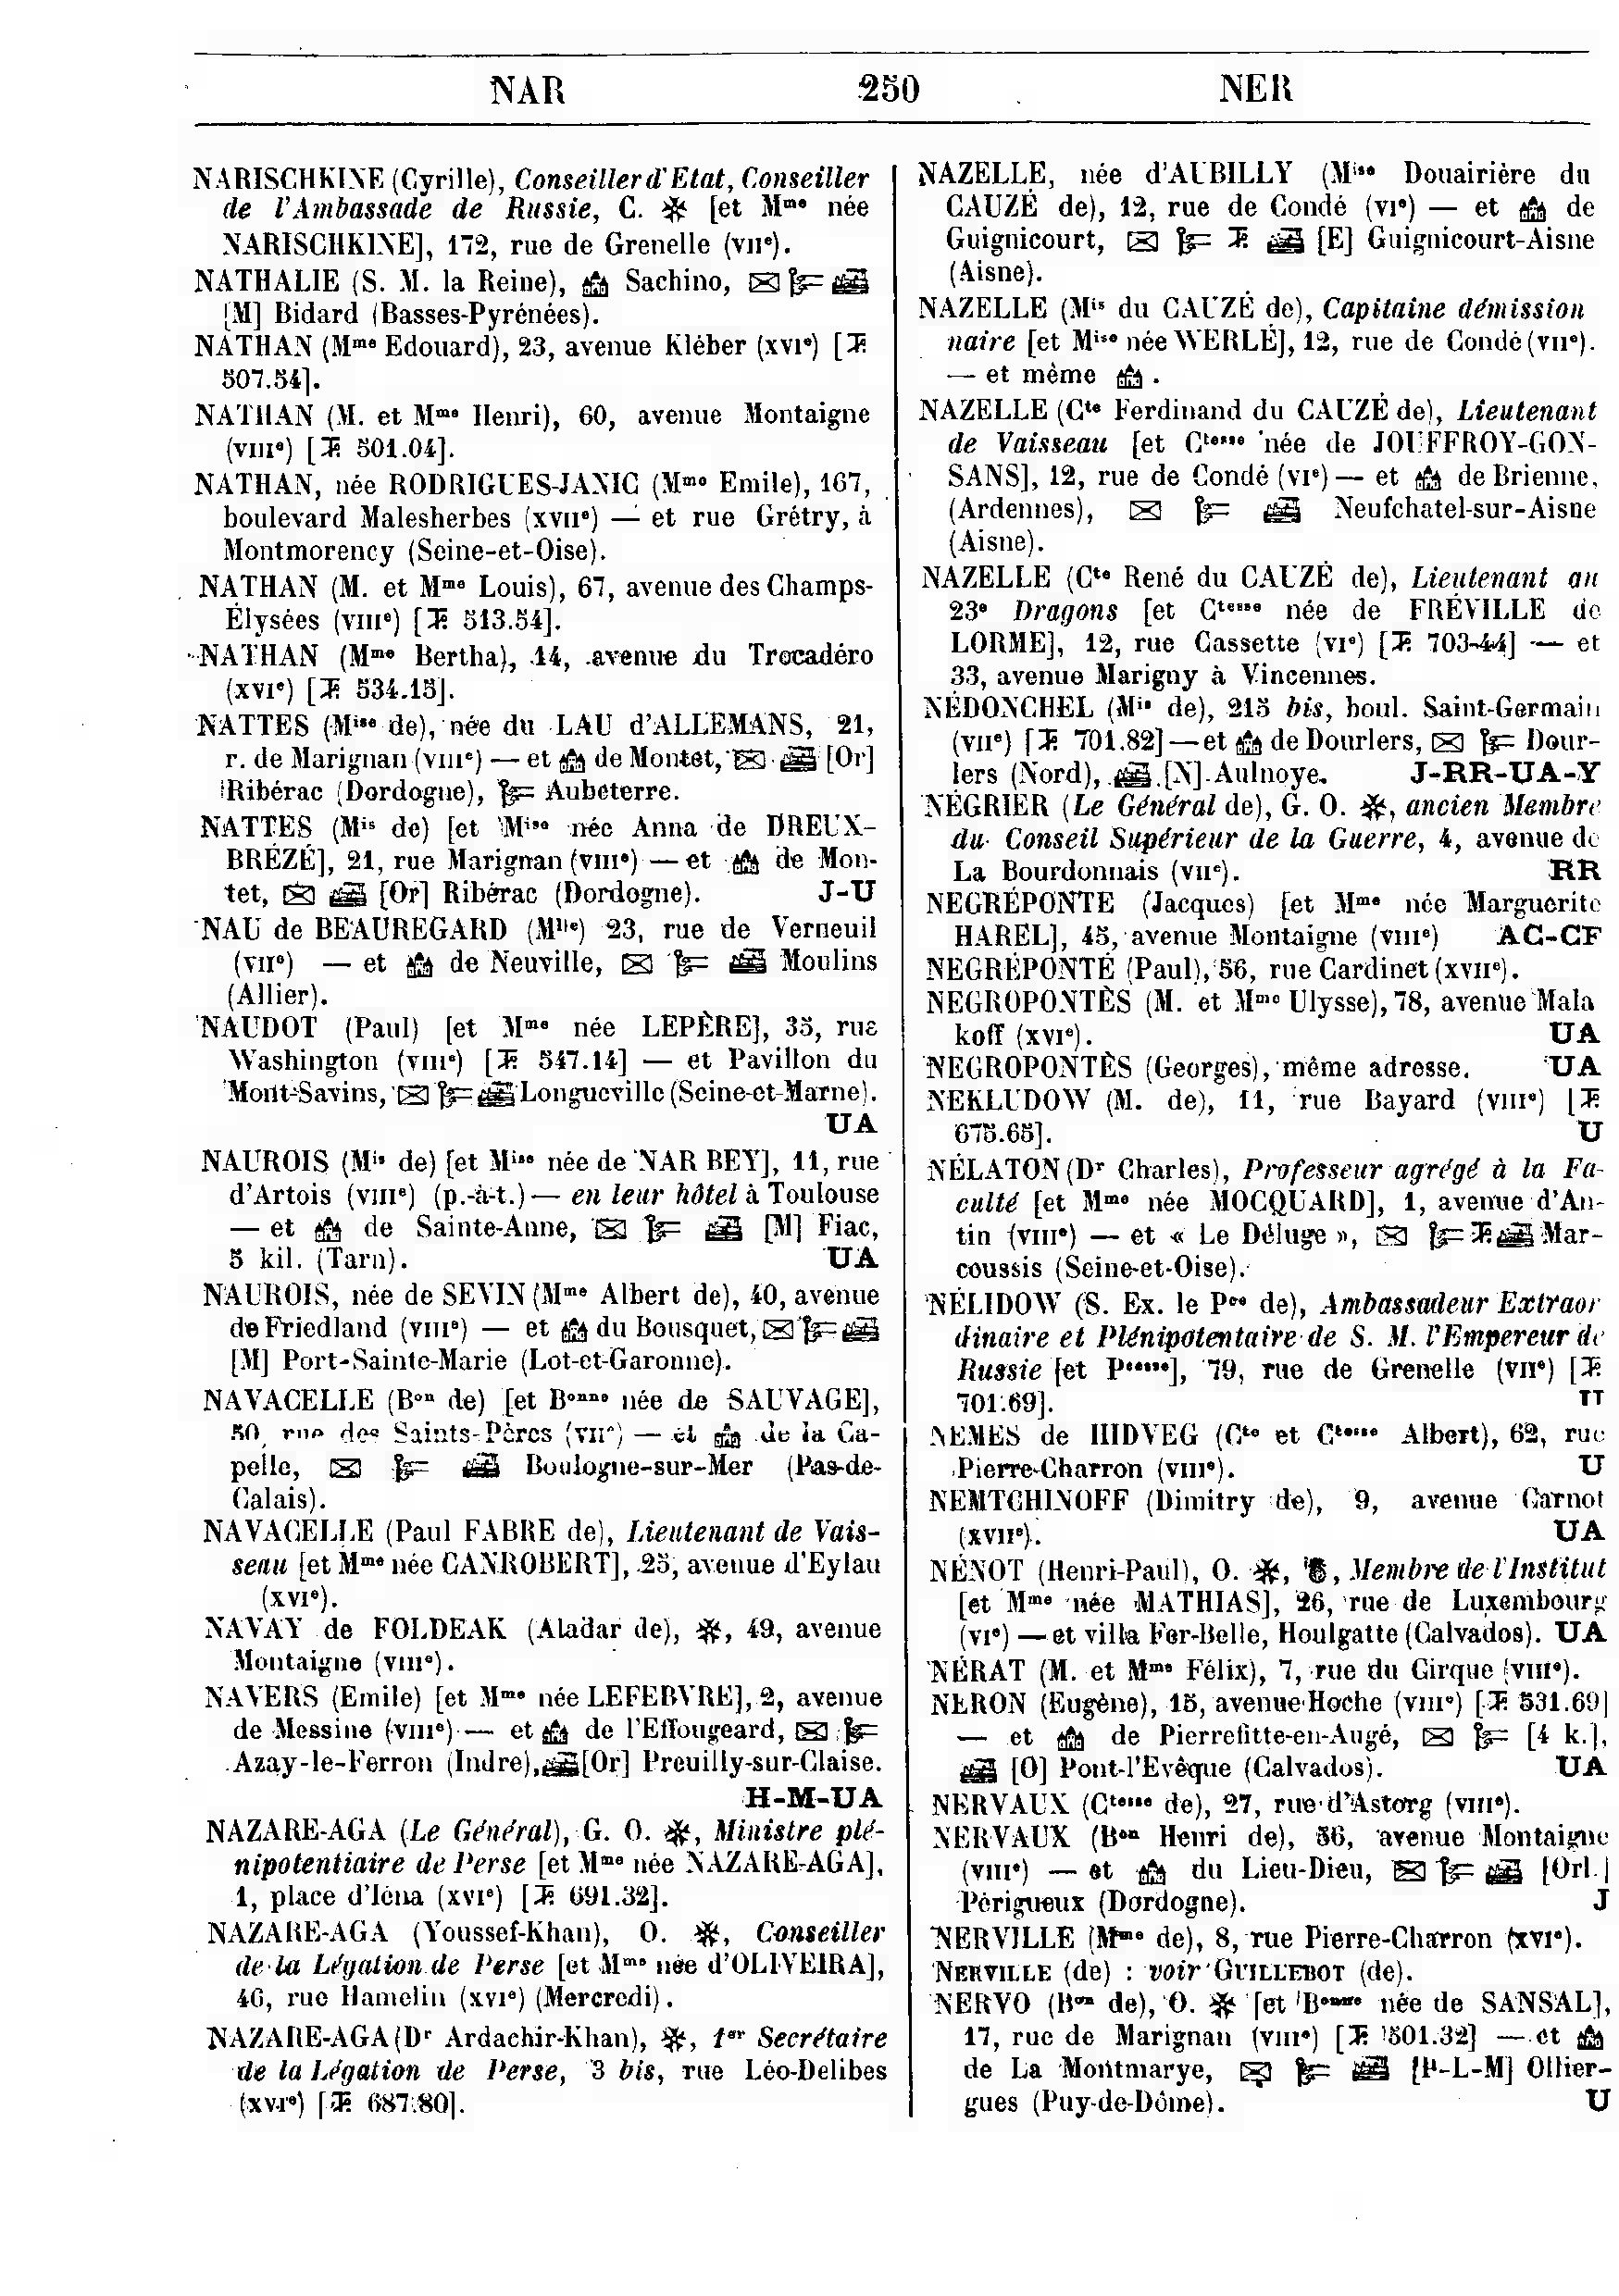 NAR 250 NER
NARISCHKINE (Cyrille), Conseiller d'Etat, Conseiller
de l'Ambassade de Russie, C. [et Mme née
NARISCHKINE], 172, rue de Grenelle (VIIe).
NATHALIE (S. M. la Reine), Sachino,
[M] Bidard (Basses-Pyrénées).
NATHAN (Mme Edouard), 23, avenue Kléber (XVIe) [T.
507.54].
NATHAN (M. et Mme Henri), 60, avenue Montaigne
(VIIIe) [T. 501.04].
NATHAN, née RODRIGUES-JANIC (Mme Emile), 167,
boulevard Malesherbes (XVIIe) — et rue Grétry, à
Montmorency (Seine-et-Oise).
NATHAN (M. et Mme Louis), 67, avenue des Champs-
Élysées (VIIIe) [T. 513.54].
NATHAN (Mme Bertha), 14, avenue du Trocadéro
(XVIe) [T. 534.15].
NATTES (Mise de), née du LAU d'ALLEMANS, 21,
r. de Marignan (VIIIe) — et de Montet, [Or]
Ribérac (Dordogne), Aubeterre.
NATTES (Mis de) [et Mise née Anna de DREUX-
BRÉZÉ], 21, rue Marignan (VIIIe) — et de Mon-
tet, [Or] Ribérac (Dordogne). J-U
NAU de BEAUREGARD (Mlle) 23, rue de Verneuil
(VIIe) — et de Neuville, Moulins
(Allier).
NAUDOT (Paul) [et Mme née LEPÈRE], 35, rue
Washington (VIIIe) [T. 547.14] — et Pavillon du
Mont-Savins, Longueville (Seine-et-Marne).
UA
NAUROIS (Mis de) [et Mise née de NAR BEY], 11, rue
d'Artois (VIIIe) (p.-à-t.) — en leur hôtel à Toulouse
— et de Sainte-Anne, [M] Fiac,
5 kil. (Tarn). UA
NAUROIS, née de SEVIN (Mme Albert de), 40, avenue
de Friedland (VIIIe) — et du Bousquet,
[M] Port-Sainte-Marie (Lot-et-Garonne).
NAVACELLE (Bon de) [et Bonne née de SAUVAGE],
50, rue des Saints-Pères (VIIe) — et de la Ca-
pelle, Boulogne-sur-Mer (Pas-de-
Calais).
NAVACELLE (Paul FABRE de), Lieutenant de Vais-
seau [et Mme née CANROBERT], 25, avenue d'Eylau
(XVIe).
NAVAY de FOLDEAK (Aladar de), , 49, avenue
Montaigne (VIIIe).
NAVERS (Emile) [et Mme née LEFEBVRE], 2, avenue
de Messine (VIIIe) — et de l'Effougeard,
Azay-le-Ferron (Indre), [Or] Preuilly-sur-Claise.
H-M-UA
NAZARE-AGA (Le Général), G. O. , Ministre plé-
nipotentiaire de Perse [et Mme née NAZARE-AGA],
1, place d'Iéna (XVIe) [T. 691.32].
NAZARE-AGA (Youssef-Khan), O. , Conseiller
de la Légation de Perse [et Mme née d'OLIVEIRA],
46, rue Hamelin (XVIe) (Mercredi).
NAZARE-AGA (Dr Ardachir-Khan), , 1er Secrétaire
de la Légation de Perse, 3 bis, rue Léo-Delibes
(XVIe) [T. 687.80].
NAZELLE, née d'AUBILLY (Mise Douairière du
CAUZÉ de), 12, rue de Condé (VIe) — et de
Guignicourt, T. [E] Guignicourt-Aisne
(Aisne).
NAZELLE (Mis du CAUZÉ de), Capitaine démission
naire [et Mise née WERLÉ], 12, rue de Condé (VIIe).
— et même .
NAZELLE (Cte Ferdinand du CAUZÉ de), Lieutenant
de Vaisseau [et Ctesse née de JOUFFROY-GON-
SANS], 12, rue de Condé (VIe) — et de Brienne,
(Ardennes), Neufchatel-sur-Aisne
(Aisne).
NAZELLE (Cte René du CAUZÉ de), Lieutenant au
23e Dragons [et Ctesse née de FRÉVILLE de
LORME], 12, rue Cassette (VIe) [T. 703-44] — et
33, avenue Marigny à Vincennes.
NÉDONCHEL (Mis de), 215 bis, boul. Saint-Germain
(VIIe) [T. 701.82] — et de Dourlers, Dour-
lers (Nord), [N] Aulnoye. J-RR-UA-Y
NÉGRIER (Le Général de), G. O. , ancien Membre
du Conseil Supérieur de la Guerre, 4, avenue de
La Bourdonnais (VIIe). RR
NEGRÉPONTE (Jacques) [et Mme née Marguerite
HAREL], 45, avenue Montaigne (VIIIe) AC-CF
NEGRÉPONTÉ (Paul), 56, rue Cardinet (XVIIe).
NEGROPONTÈS (M. et Mme Ulysse), 78, avenue Mala
koff (XVIe). UA
NEGROPONTÈS (Georges), même adresse. UA
NEKLUDOW (M. de), 11, rue Bayard (VIIIe) [T.
675.65]. U
NÉLATON (Dr Charles), Professeur agrégé à la Fa-
culté [et Mme née MOCQUARD], 1, avenue d'An-
tin (VIIIe) — et « Le Déluge », T. Mar-
coussis (Seine-et-Oise).
NÉLIDOW (S. Ex. le Pce de), Ambassadeur Extraor
dinaire et Plénipotentaire de S. M. l'Empereur de
Russie [et Pcesse], 79, rue de Grenelle (VIIe) [T.
701.69]. U
NEMES de HIDVEG (Cte et Ctesse Albert), 62, rue
Pierre-Charron (VIIIe). U
NEMTCHINOFF (Dimitry de), 9, avenue Carnot
(XVIIe). UA
NÉNOT (Henri-Paul), O. , , Membre de l'Institut
[et Mme née MATHIAS], 26, rue de Luxembourg
(VIe) — et villa Fer-Belle, Houlgatte (Calvados). UA
NÉRAT (M. et Mme Félix), 7, rue du Cirque (VIIIe).
NERON (Eugène), 15, avenue Hoche (VIIIe) [T. 531.69]
— et de Pierrefitte-en-Augé, [4 k.],
[O] Pont-l'Evêque (Calvados). UA
NERVAUX (Ctesse de), 27, rue d'Astorg (VIIIe).
NERVAUX (Bon Henri de), 56, avenue Montaigne
(VIIIe) — et du Lieu-Dieu, [Orl.]
Périgueux (Dordogne). J
NERVILLE (Mme de), 8, rue Pierre-Charron (XVIe).
NERVILLE (de) : voir GUILLEBOT (de).
NERVO (Bon de), O. [et Bonne née de SANSAL],
17, rue de Marignan (VIIIe) [T. 501.32] — et
de La Montmarye, [P-L-M] Ollier-
gues (Puy-de-Dôme). U